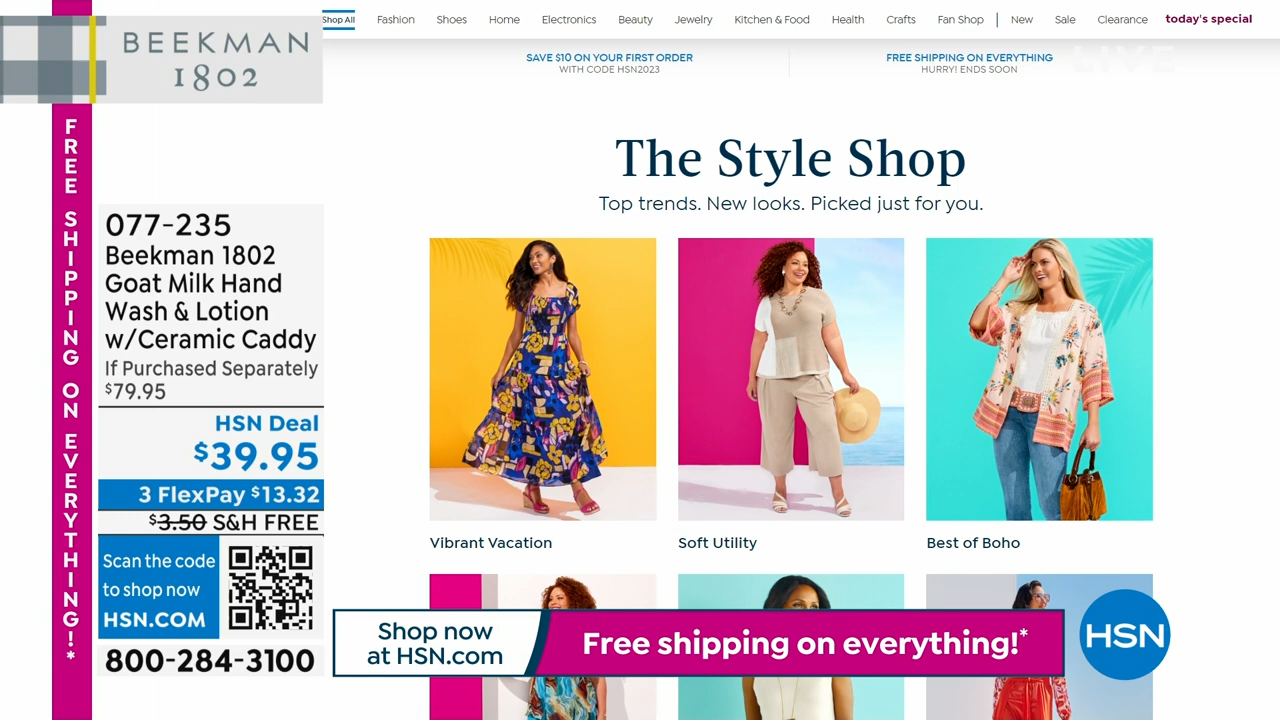 BEEKMAN
1802
FREE SHIPPING ON EVERYTHING!*
077-235
Beekman 1802
Goat Milk Hand
Wash & Lotion
w/Ceramic Caddy
If Purchased Separately
$79.95
HSN Deal
$39.95
3 FlexPay $13.32
$3.50 S&H FREE
Scan the code
to shop now
HSN.COM
800-284-3100
Shop All Fashion Shoes Home Electronics Beauty Jewelry Kitchen & Food Health Crafts Fan Shop | New Sale Clearance today's special
SAVE $10 ON YOUR FIRST ORDER
WITH CODE HSN2023
FREE SHIPPING ON EVERYTHING
HURRY! ENDS SOON
LIVE
The Style Shop
Top trends. New looks. Picked just for you.
Vibrant Vacation
Soft Utility
Best of Boho
Shop now
at HSN.com
Free shipping on everything!*
HSN